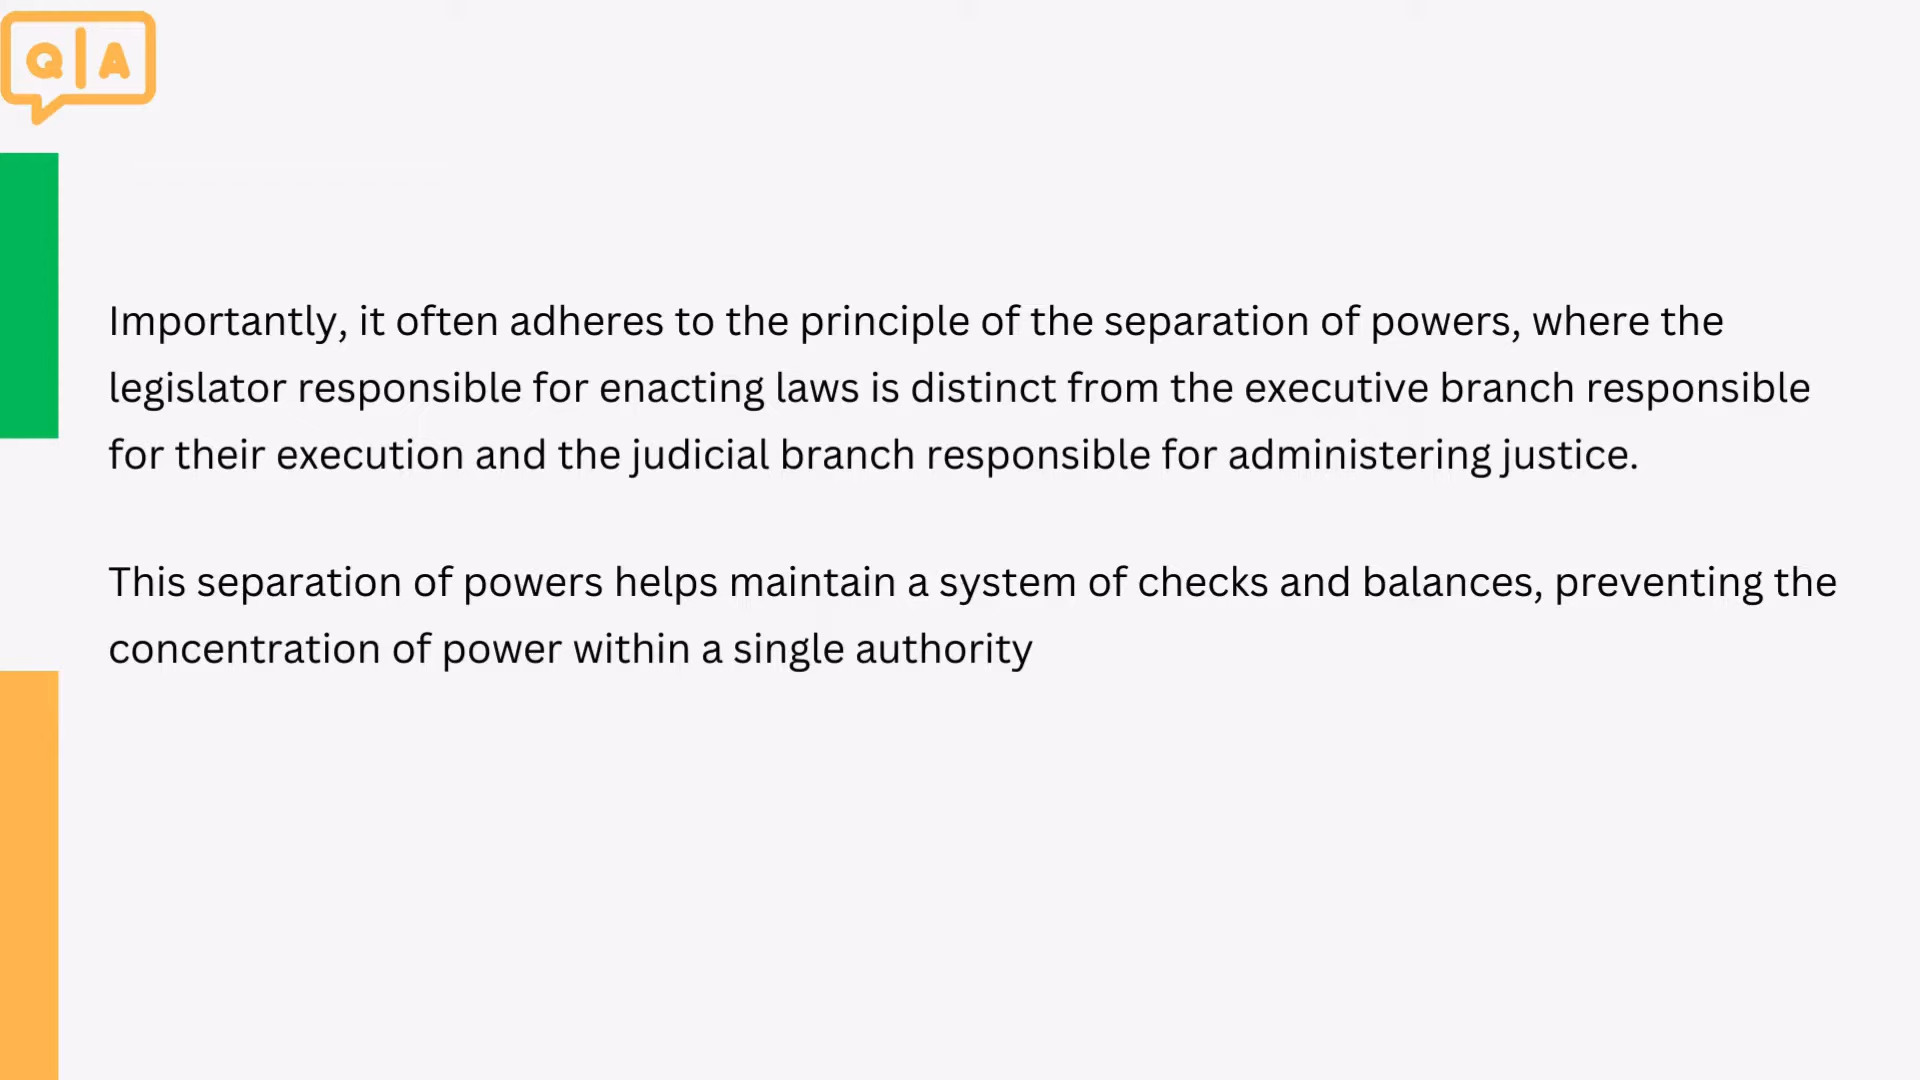 Q|A
Importantly, it often adheres to the principle of the separation of powers, where the
legislator responsible for enacting laws is distinct from the executive branch responsible
for their execution and the judicial branch responsible for administering justice.
This separation of powers helps maintain a system of checks and balances, preventing the
concentration of power within a single authority